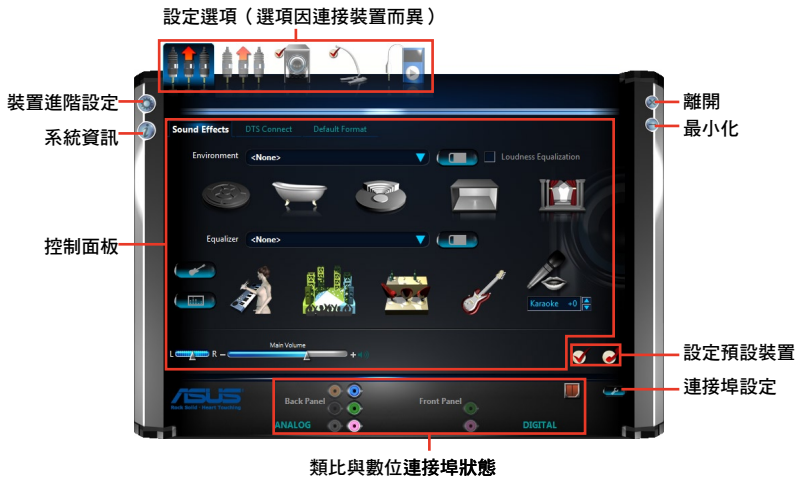 設定選項（選項因連接裝置而異）
裝置進階設定
離開
系統資訊
最小化
Sound Effects DTS Connect Default Format
Environment <None> Loudness Equalization
控制面板
Equalizer <None>
Karaoke +0
Main Volume
L R - +
設定預設裝置
ASUS
Rock Solid · Heart Touching
Back Panel Front Panel
連接埠設定
ANALOG DIGITAL
類比與數位連接埠狀態